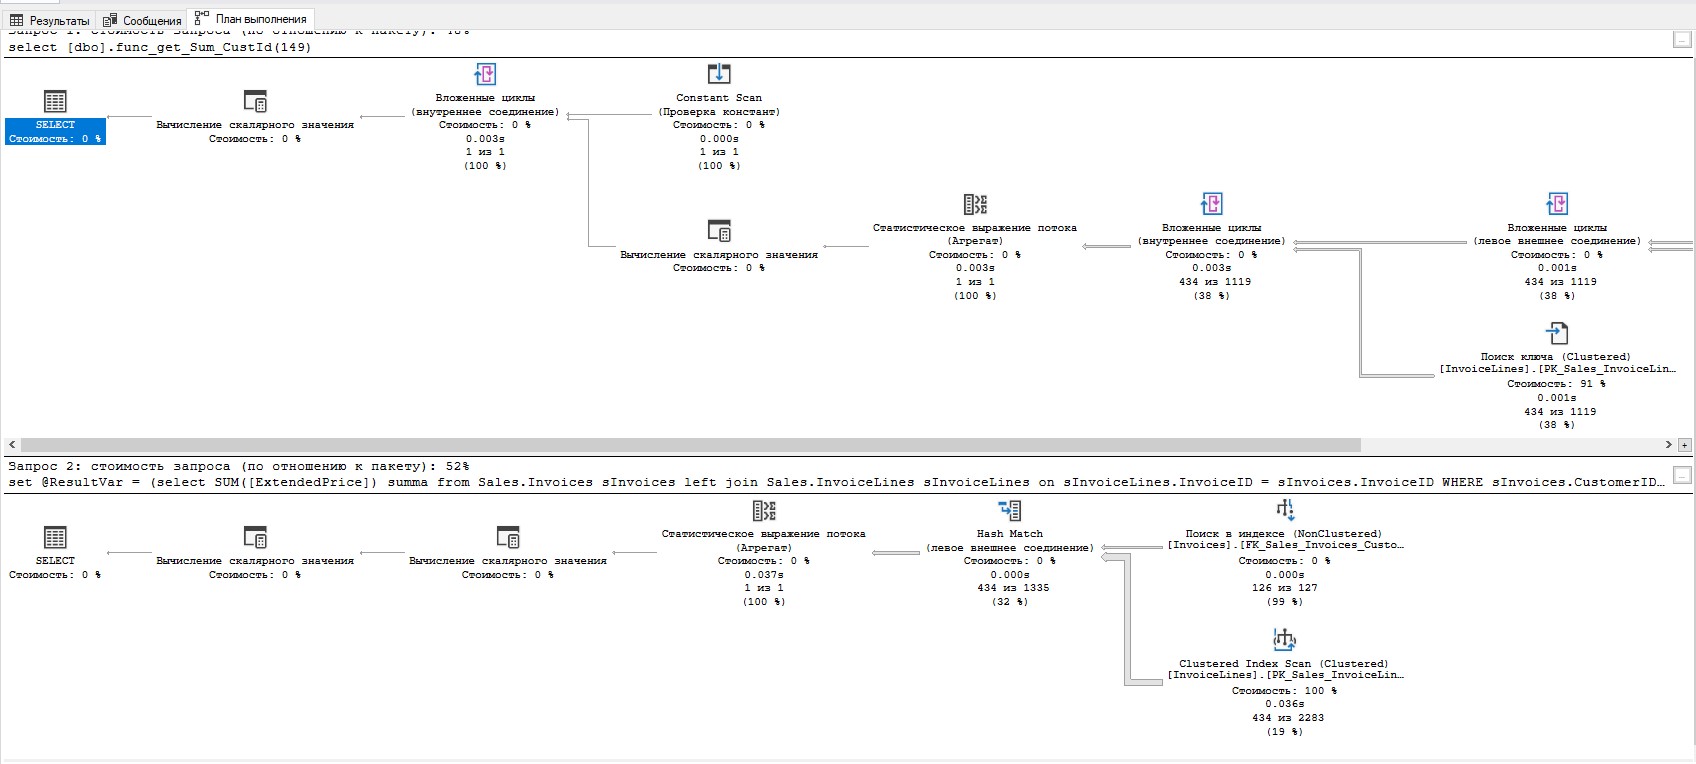 Результаты
Сообщения
План выполнения
Запрос 1: стоимость запроса (по отношению к пакету): 48%
select [dbo].func_get_Sum_CustId(149)
...
SELECT
Стоимость: 0 %
Вычисление скалярного значения
Стоимость: 0 %
Вложенные циклы
(внутреннее соединение)
Стоимость: 0 %
0.003s
1 из 1
(100 %)
Constant Scan
(Проверка констант)
Стоимость: 0 %
0.000s
1 из 1
(100 %)
Вычисление скалярного значения
Стоимость: 0 %
Статистическое выражение потока
(Агрегат)
Стоимость: 0 %
0.003s
1 из 1
(100 %)
Вложенные циклы
(внутреннее соединение)
Стоимость: 0 %
0.003s
434 из 1119
(38 %)
Вложенные циклы
(левое внешнее соединение)
Стоимость: 0 %
0.001s
434 из 1119
(38 %)
Поиск ключа (Clustered)
[InvoiceLines].[PK_Sales_InvoiceLin…
Стоимость: 91 %
0.001s
434 из 1119
(38 %)
Запрос 2: стоимость запроса (по отношению к пакету): 52%
set @ResultVar = (select SUM([ExtendedPrice]) summa from Sales.Invoices sInvoices left join Sales.InvoiceLines sInvoiceLines on sInvoiceLines.InvoiceID = sInvoices.InvoiceID WHERE sInvoices.CustomerID…
...
SELECT
Стоимость: 0 %
Вычисление скалярного значения
Стоимость: 0 %
Вычисление скалярного значения
Стоимость: 0 %
Статистическое выражение потока
(Агрегат)
Стоимость: 0 %
0.037s
1 из 1
(100 %)
Hash Match
(левое внешнее соединение)
Стоимость: 0 %
0.000s
434 из 1335
(32 %)
Поиск в индексе (NonClustered)
[Invoices].[FK_Sales_Invoices_Custo…
Стоимость: 0 %
0.000s
126 из 127
(99 %)
Clustered Index Scan (Clustered)
[InvoiceLines].[PK_Sales_InvoiceLin…
Стоимость: 100 %
0.036s
434 из 2283
(19 %)